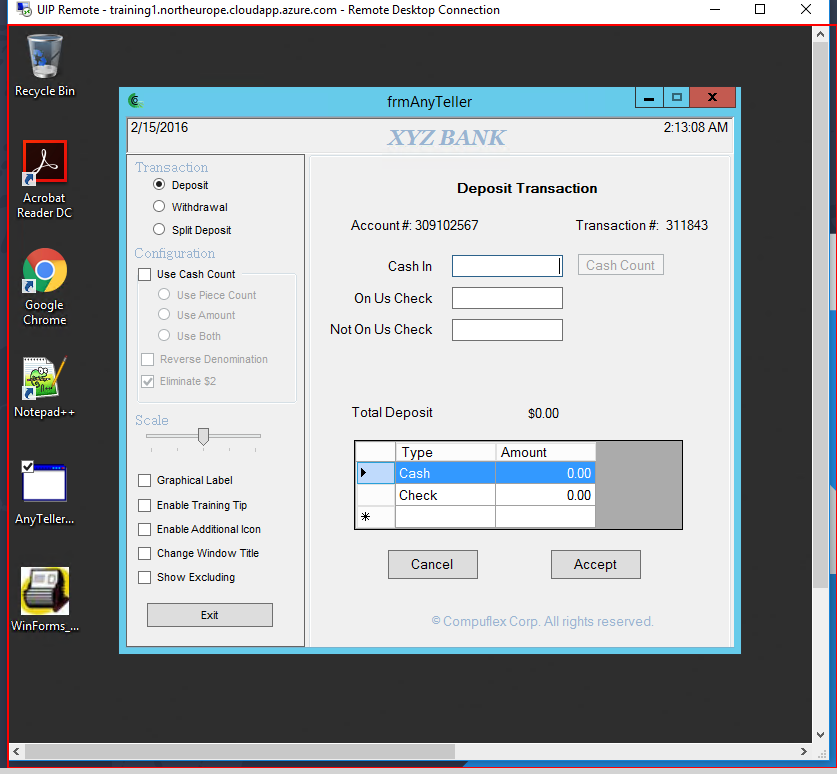 UIP Remote - training1.northeurope.cloudapp.azure.com - Remote Desktop Connection
Recycle Bin
Acrobat
Reader DC
Google
Chrome
Notepad++
AnyTeller...
WinForms_...
frmAnyTeller
2/15/2016
XYZ BANK
2:13:08 AM
Transaction
Deposit
Withdrawal
Split Deposit
Configuration
Use Cash Count
Use Piece Count
Use Amount
Use Both
Reverse Denomination
Eliminate $2
Scale
Graphical Label
Enable Training Tip
Enable Additional Icon
Change Window Title
Show Excluding
Exit
Deposit Transaction
Account #: 309102567 Transaction #: 311843
Cash In Cash Count
On Us Check
Not On Us Check
Total Deposit $0.00
Type Amount
Cash 0.00
Check 0.00
Cancel Accept
© Compuflex Corp. All rights reserved.